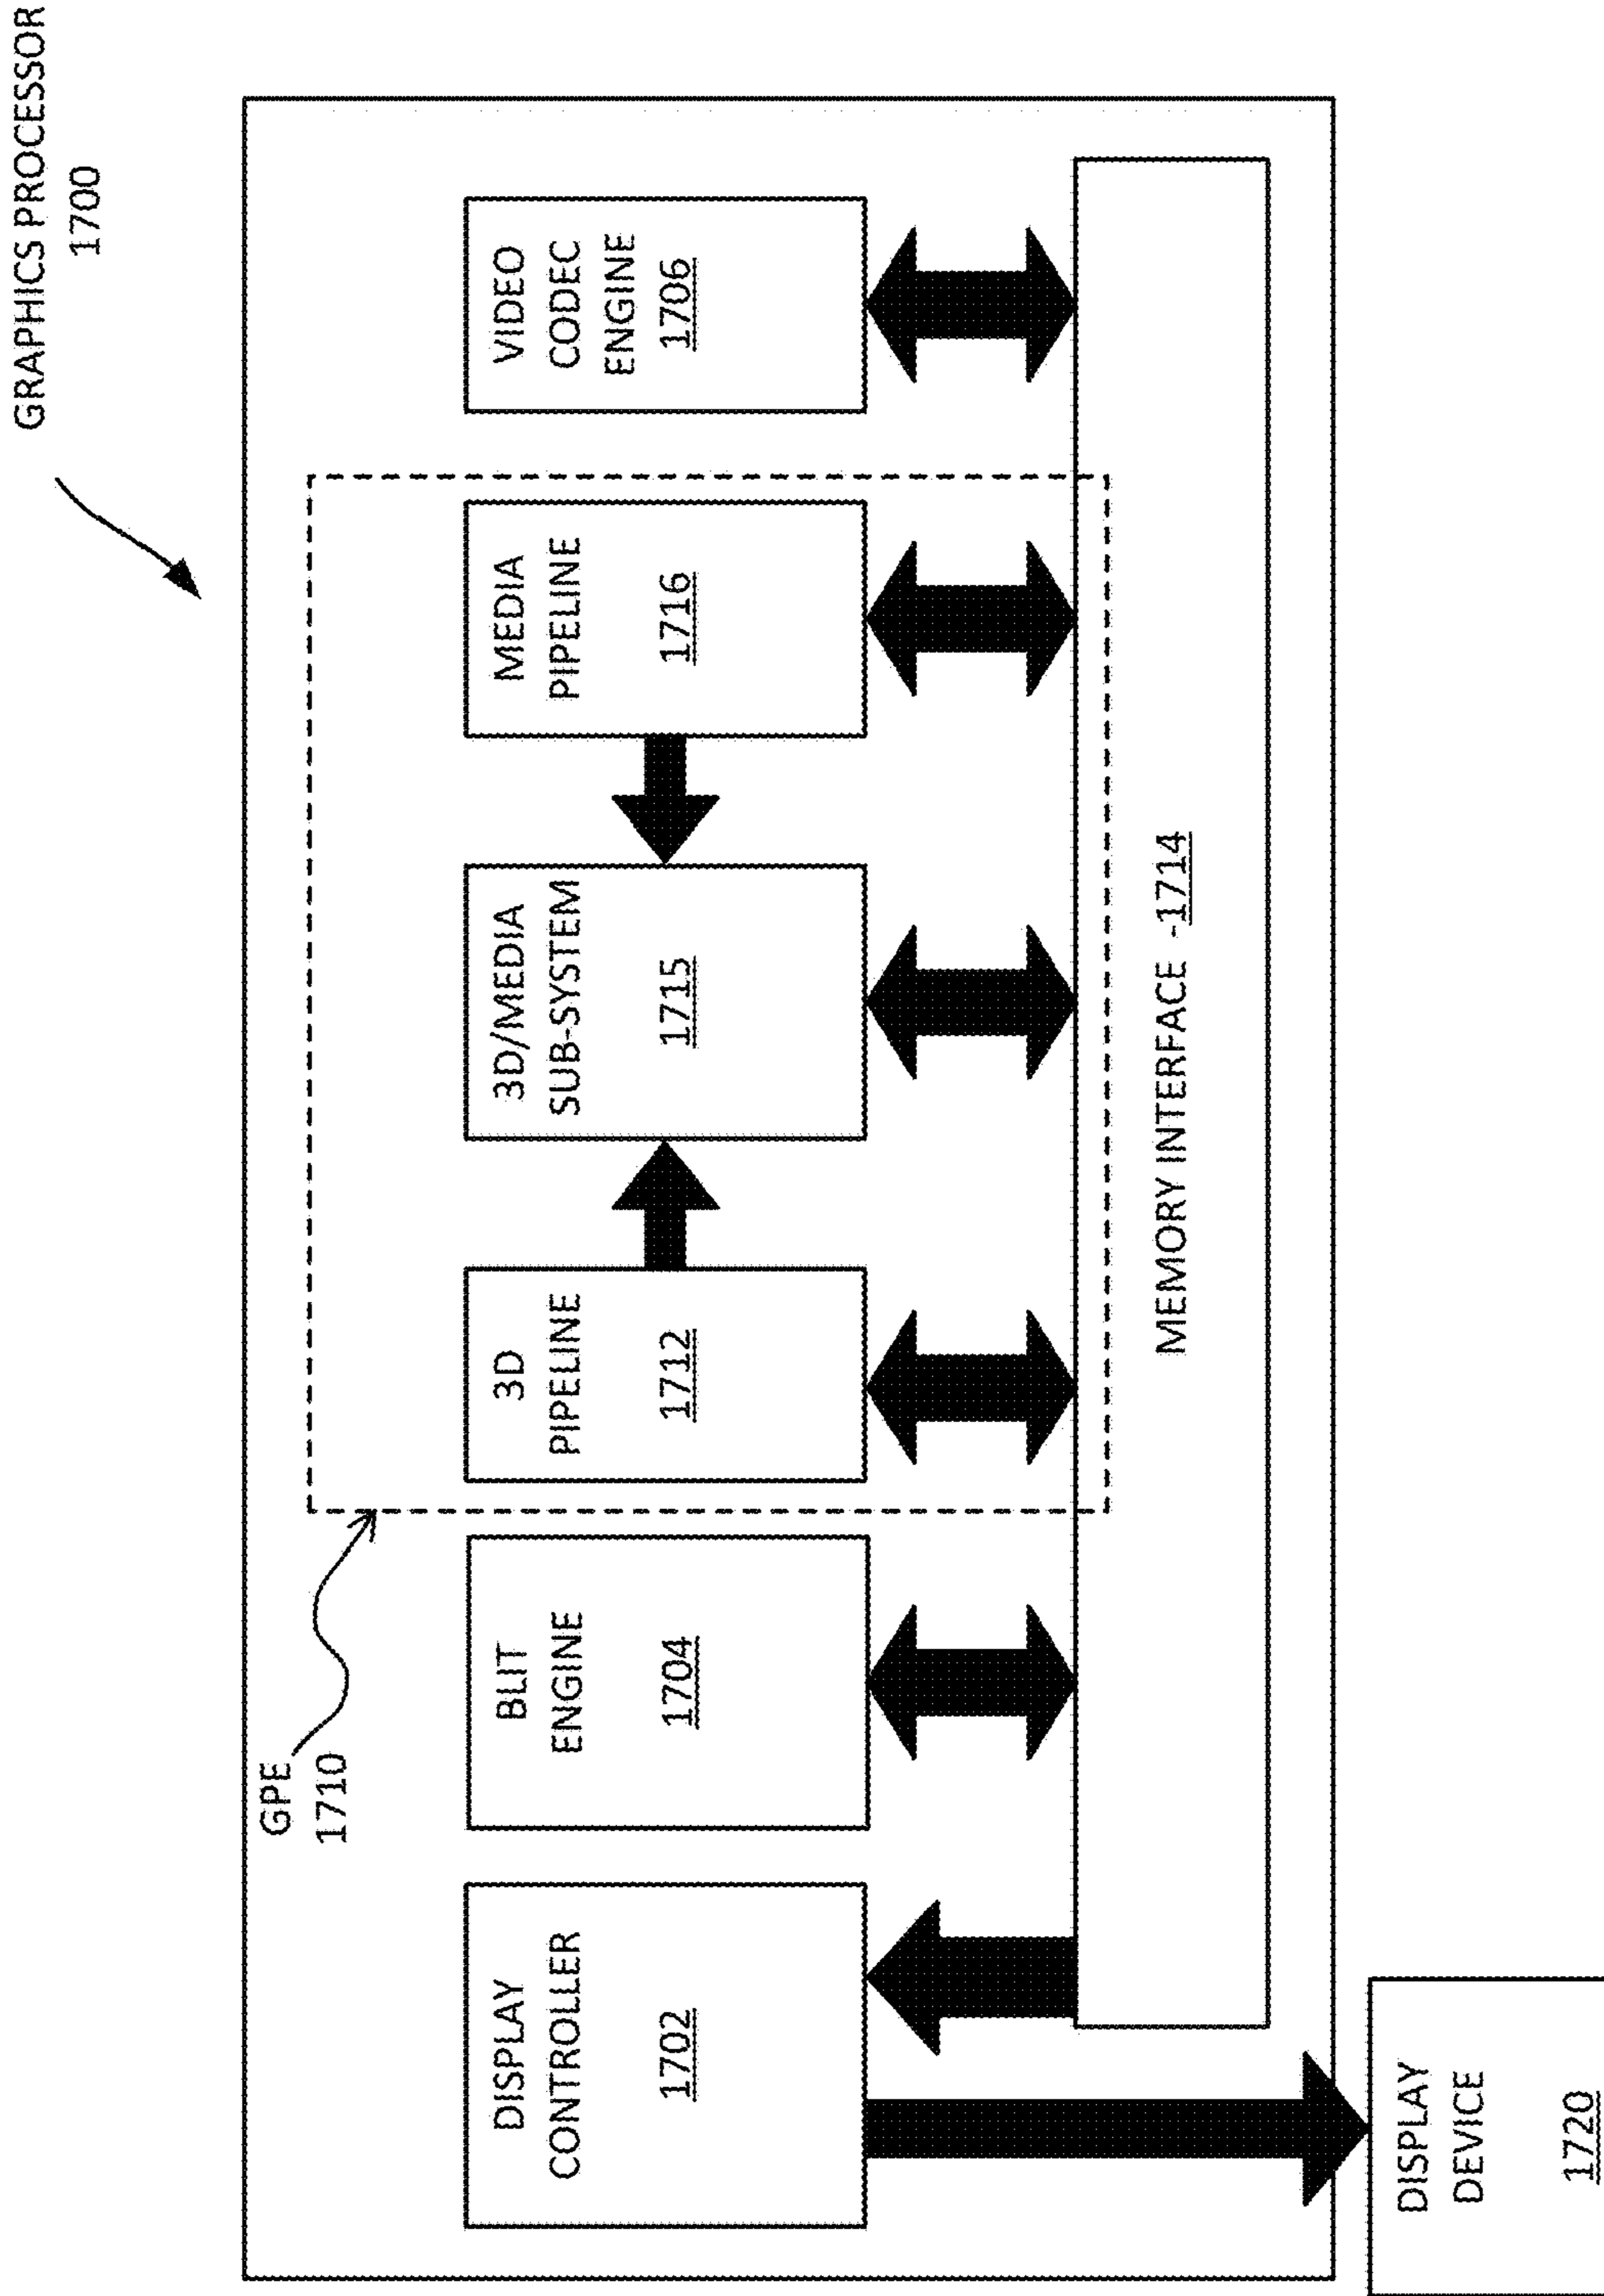 GRAPHICS PROCESSOR
1700
GPE
1710
DISPLAY
CONTROLLER
1702
BLIT
ENGINE
1704
3D
PIPELINE
1712
3D/MEDIA
SUB-SYSTEM
1715
MEDIA
PIPELINE
1716
VIDEO
CODEC
ENGINE
1706
MEMORY INTERFACE -1714
DISPLAY
DEVICE
1720